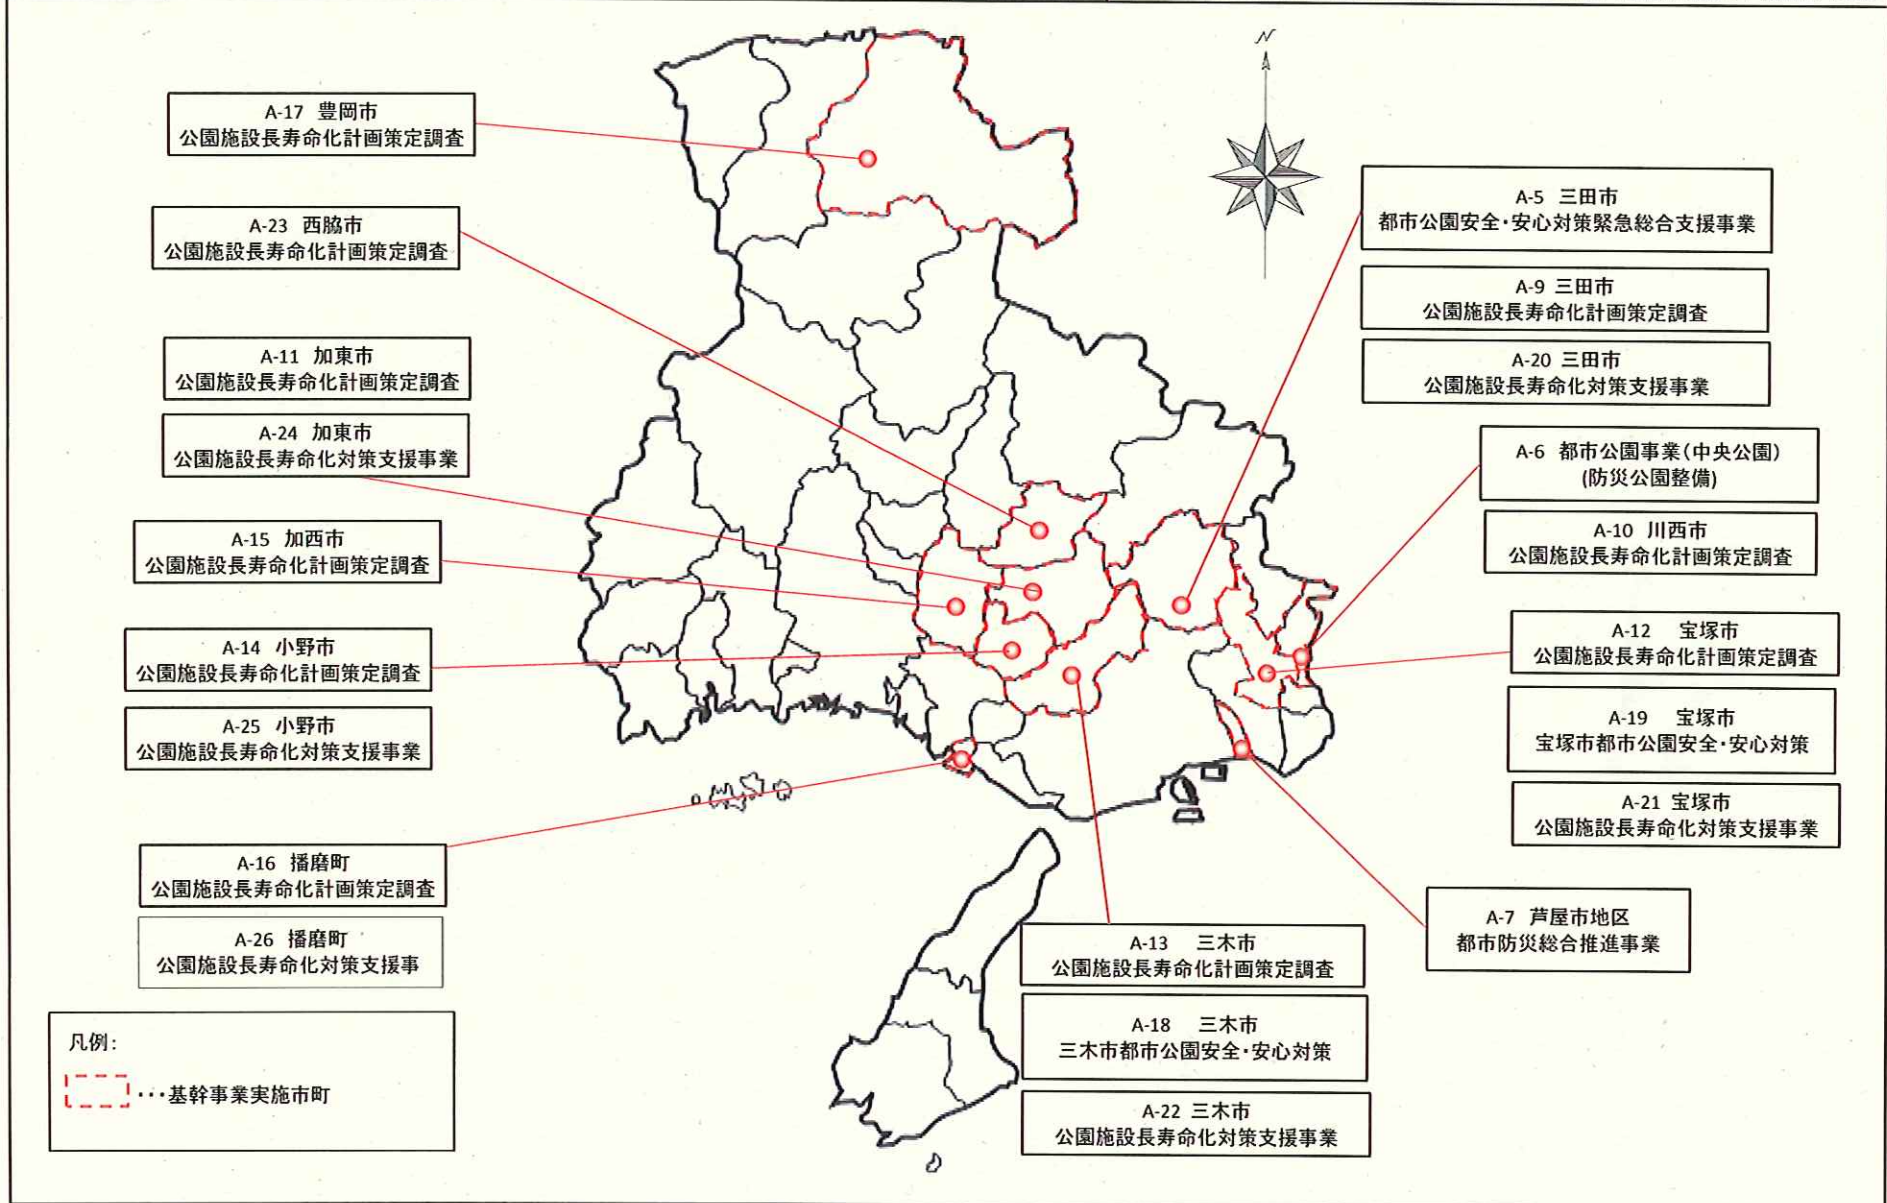 N
A-17 豊岡市
公園施設長寿命化計画策定調査
A-23 西脇市
公園施設長寿命化計画策定調査
A-11 加東市
公園施設長寿命化計画策定調査
A-24 加東市
公園施設長寿命化対策支援事業
A-15 加西市
公園施設長寿命化計画策定調査
A-14 小野市
公園施設長寿命化計画策定調査
A-25 小野市
公園施設長寿命化対策支援事業
A-16 播磨町
公園施設長寿命化計画策定調査
A-26 播磨町
公園施設長寿命化対策支援事
凡例:
･･･基幹事業実施市町
A-5 三田市
都市公園安全・安心対策緊急総合支援事業
A-9 三田市
公園施設長寿命化計画策定調査
A-20 三田市
公園施設長寿命化対策支援事業
A-6 都市公園事業(中央公園)
(防災公園整備)
A-10 川西市
公園施設長寿命化計画策定調査
A-12 宝塚市
公園施設長寿命化計画策定調査
A-19 宝塚市
宝塚市都市公園安全・安心対策
A-21 宝塚市
公園施設長寿命化対策支援事業
A-7 芦屋市地区
都市防災総合推進事業
A-13 三木市
公園施設長寿命化計画策定調査
A-18 三木市
三木市都市公園安全・安心対策
A-22 三木市
公園施設長寿命化対策支援事業